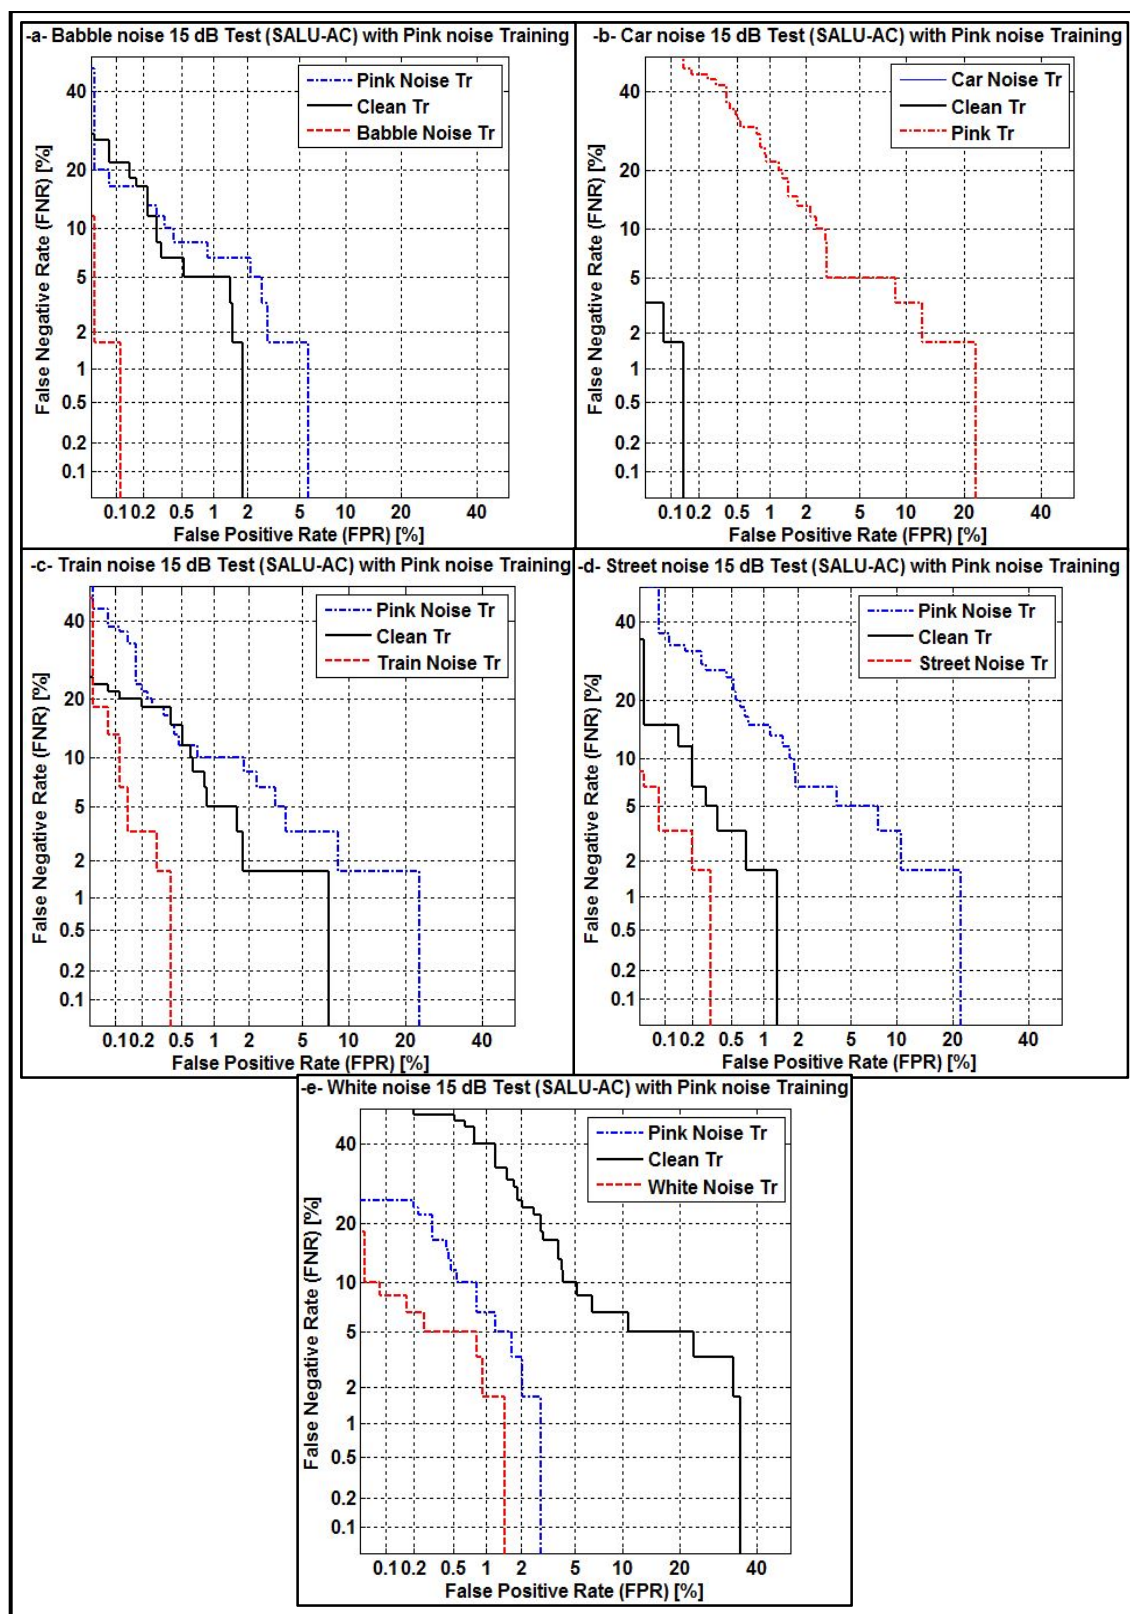 -a- Babble noise 15 dB Test (SALU-AC) with Pink noise Training
Pink Noise Tr
Clean Tr
Babble Noise Tr
False Negative Rate (FNR) [%]
40
20
10
5
2
1
0.5
0.2
0.1
0.1 0.2 0.5 1 2 5 10 20 40
False Positive Rate (FPR) [%]
-b- Car noise 15 dB Test (SALU-AC) with Pink noise Training
Car Noise Tr
Clean Tr
Pink Tr
False Negative Rate (FNR) [%]
40
20
10
5
2
1
0.5
0.2
0.1
0.1 0.2 0.5 1 2 5 10 20 40
False Positive Rate (FPR) [%]
-c- Train noise 15 dB Test (SALU-AC) with Pink noise Training
Pink Noise Tr
Clean Tr
Train Noise Tr
False Negative Rate (FNR) [%]
40
20
10
5
2
1
0.5
0.2
0.1
0.1 0.2 0.5 1 2 5 10 20 40
False Positive Rate (FPR) [%]
-d- Street noise 15 dB Test (SALU-AC) with Pink noise Training
Pink Noise Tr
Clean Tr
Street Noise Tr
False Negative Rate (FNR) [%]
40
20
10
5
2
1
0.5
0.2
0.1
0.1 0.2 0.5 1 2 5 10 20 40
False Positive Rate (FPR) [%]
-e- White noise 15 dB Test (SALU-AC) with Pink noise Training
Pink Noise Tr
Clean Tr
White Noise Tr
False Negative Rate (FNR) [%]
40
20
10
5
2
1
0.5
0.2
0.1
0.1 0.2 0.5 1 2 5 10 20 40
False Positive Rate (FPR) [%]